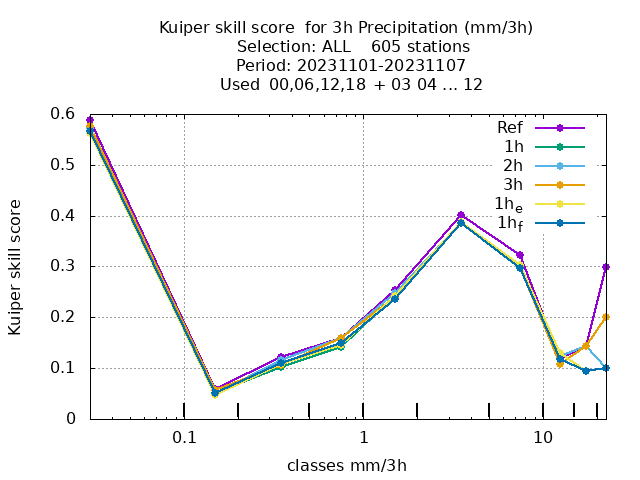 Kuiper skill score  for 3h Precipitation (mm/3h)
Selection: ALL    605 stations
Period: 20231101-20231107
Used  00,06,12,18  + 03 04 ... 12
Kuiper skill score
0.6
0.5
0.4
0.3
0.2
0.1
0
Ref
1h
2h
3h
1he
1hf
0.1
1
10
classes mm/3h